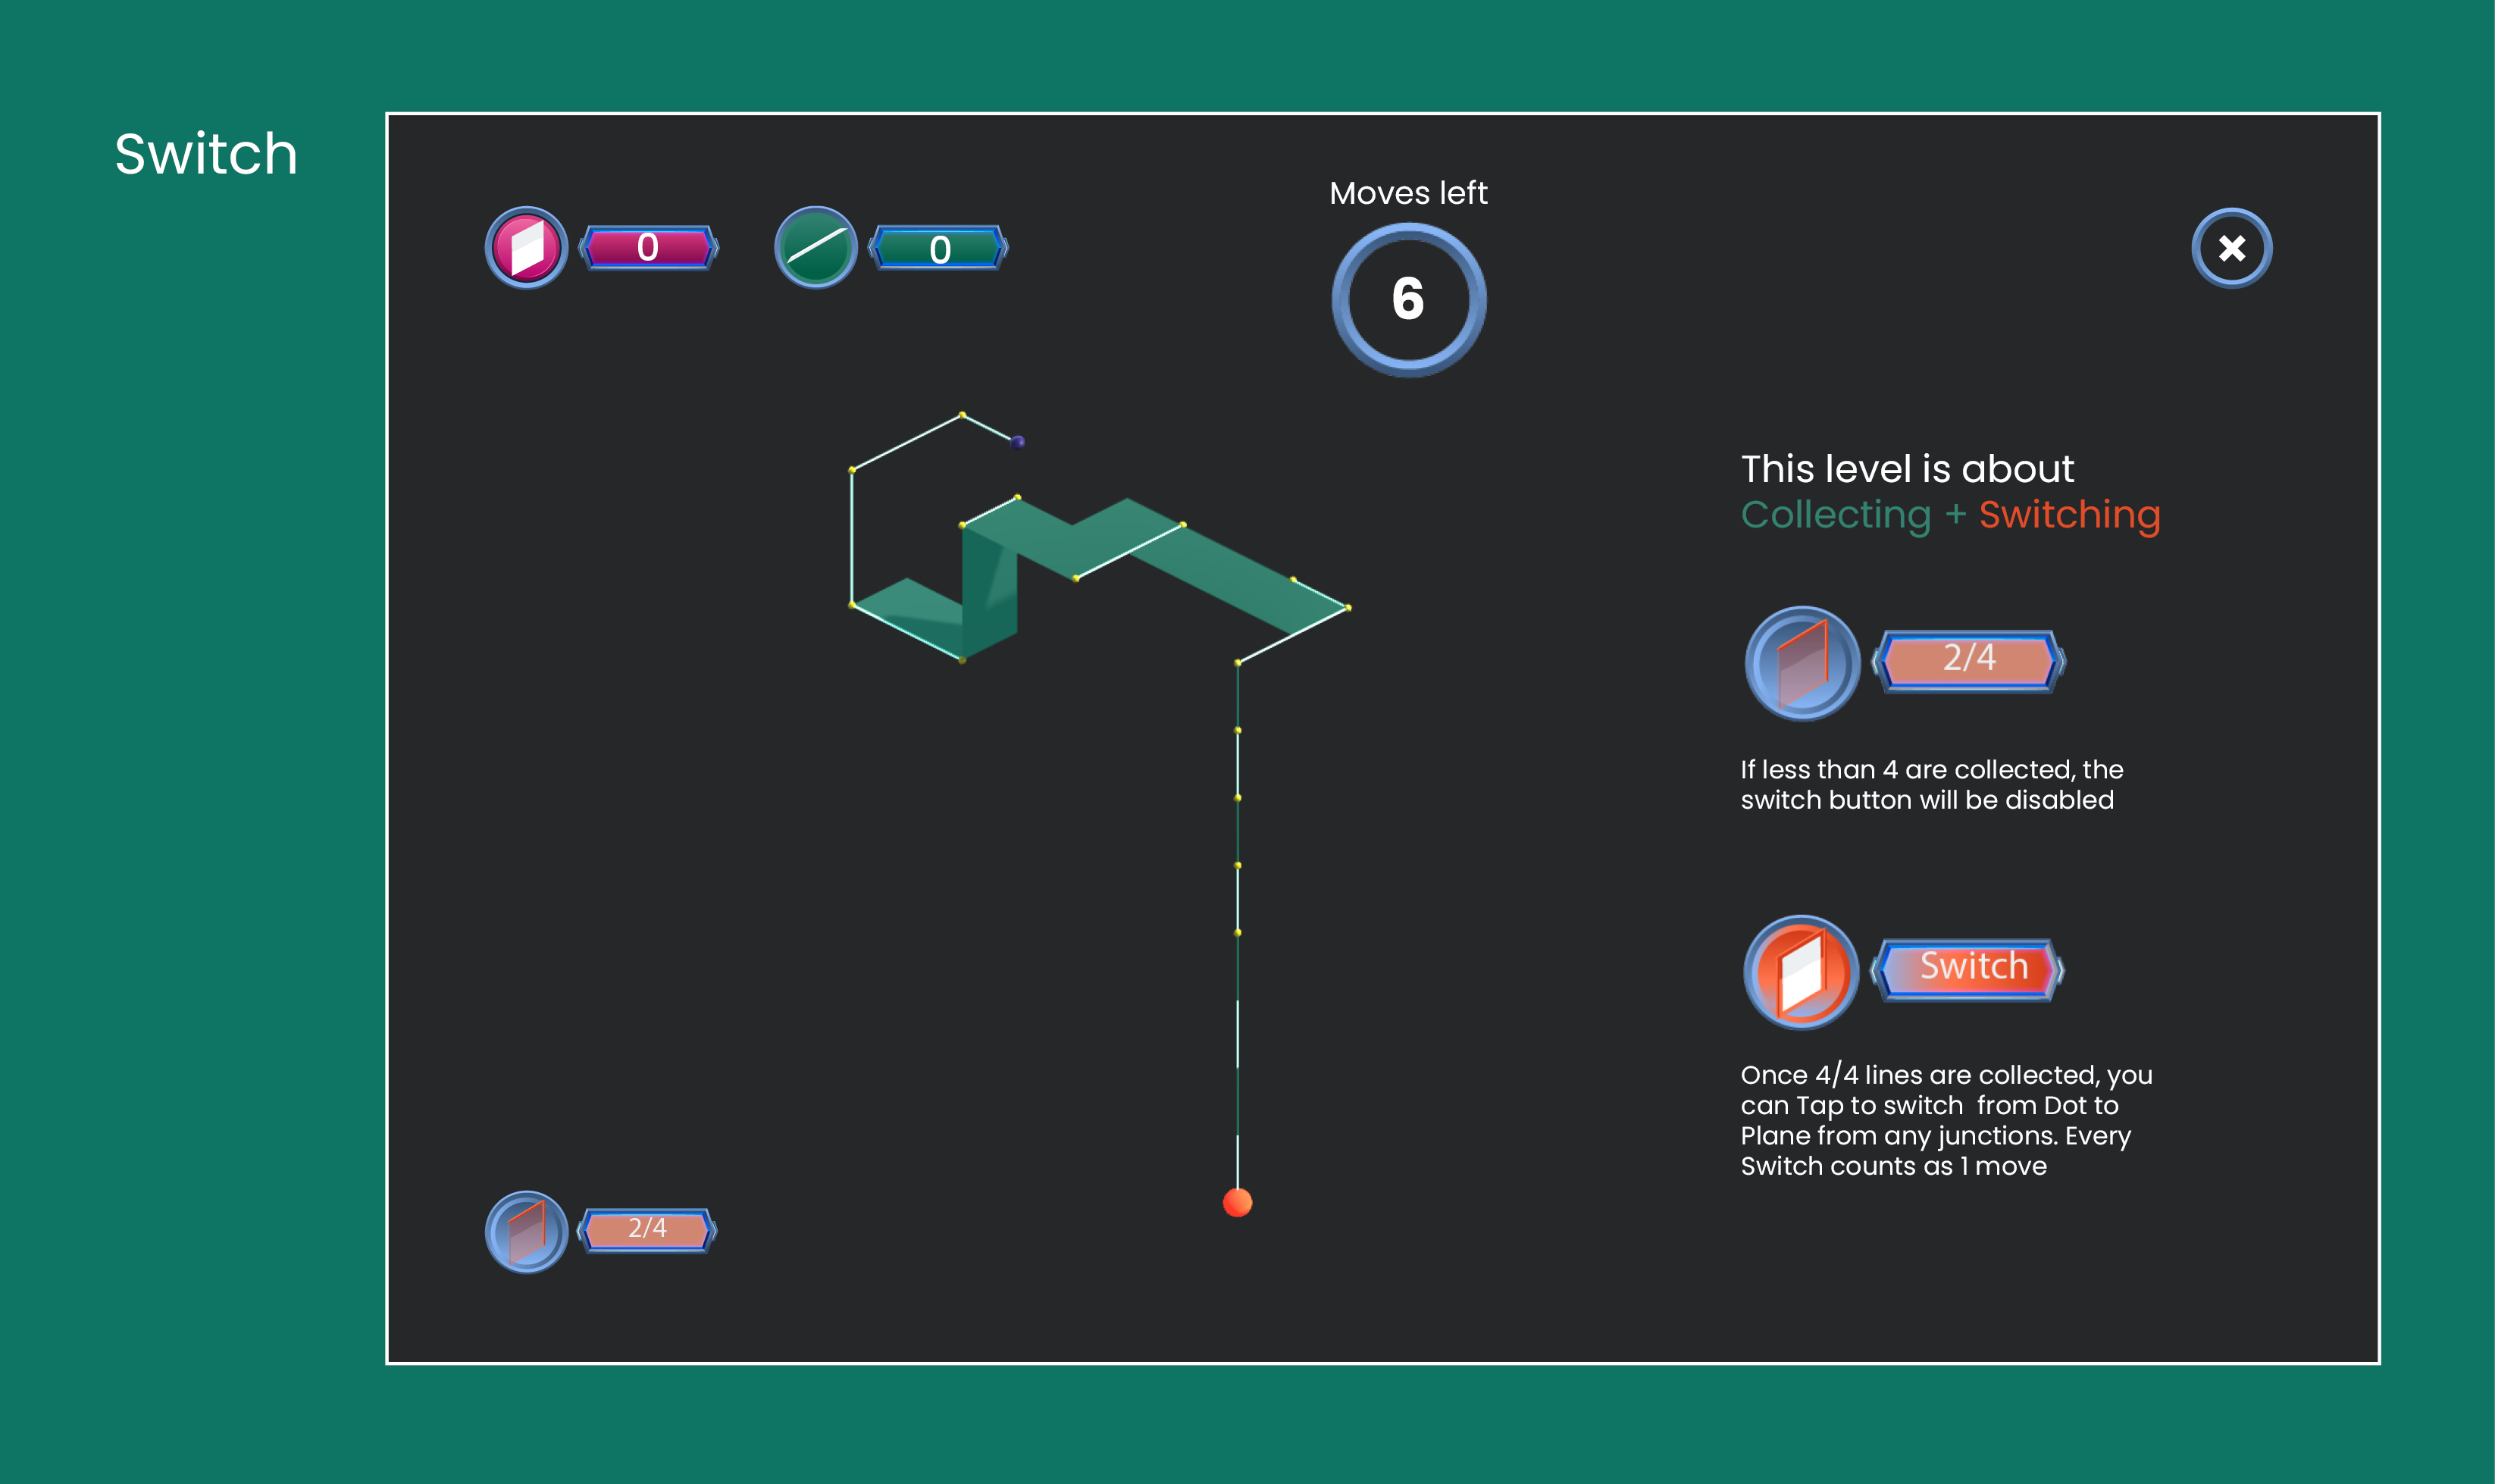 Switch
0
0
Moves left
6
This level is about
Collecting + Switching
2/4
If less than 4 are collected, the
switch button will be disabled
Switch
Once 4/4 lines are collected, you
can Tap to switch  from Dot to
Plane from any junctions. Every
Switch counts as 1 move
2/4